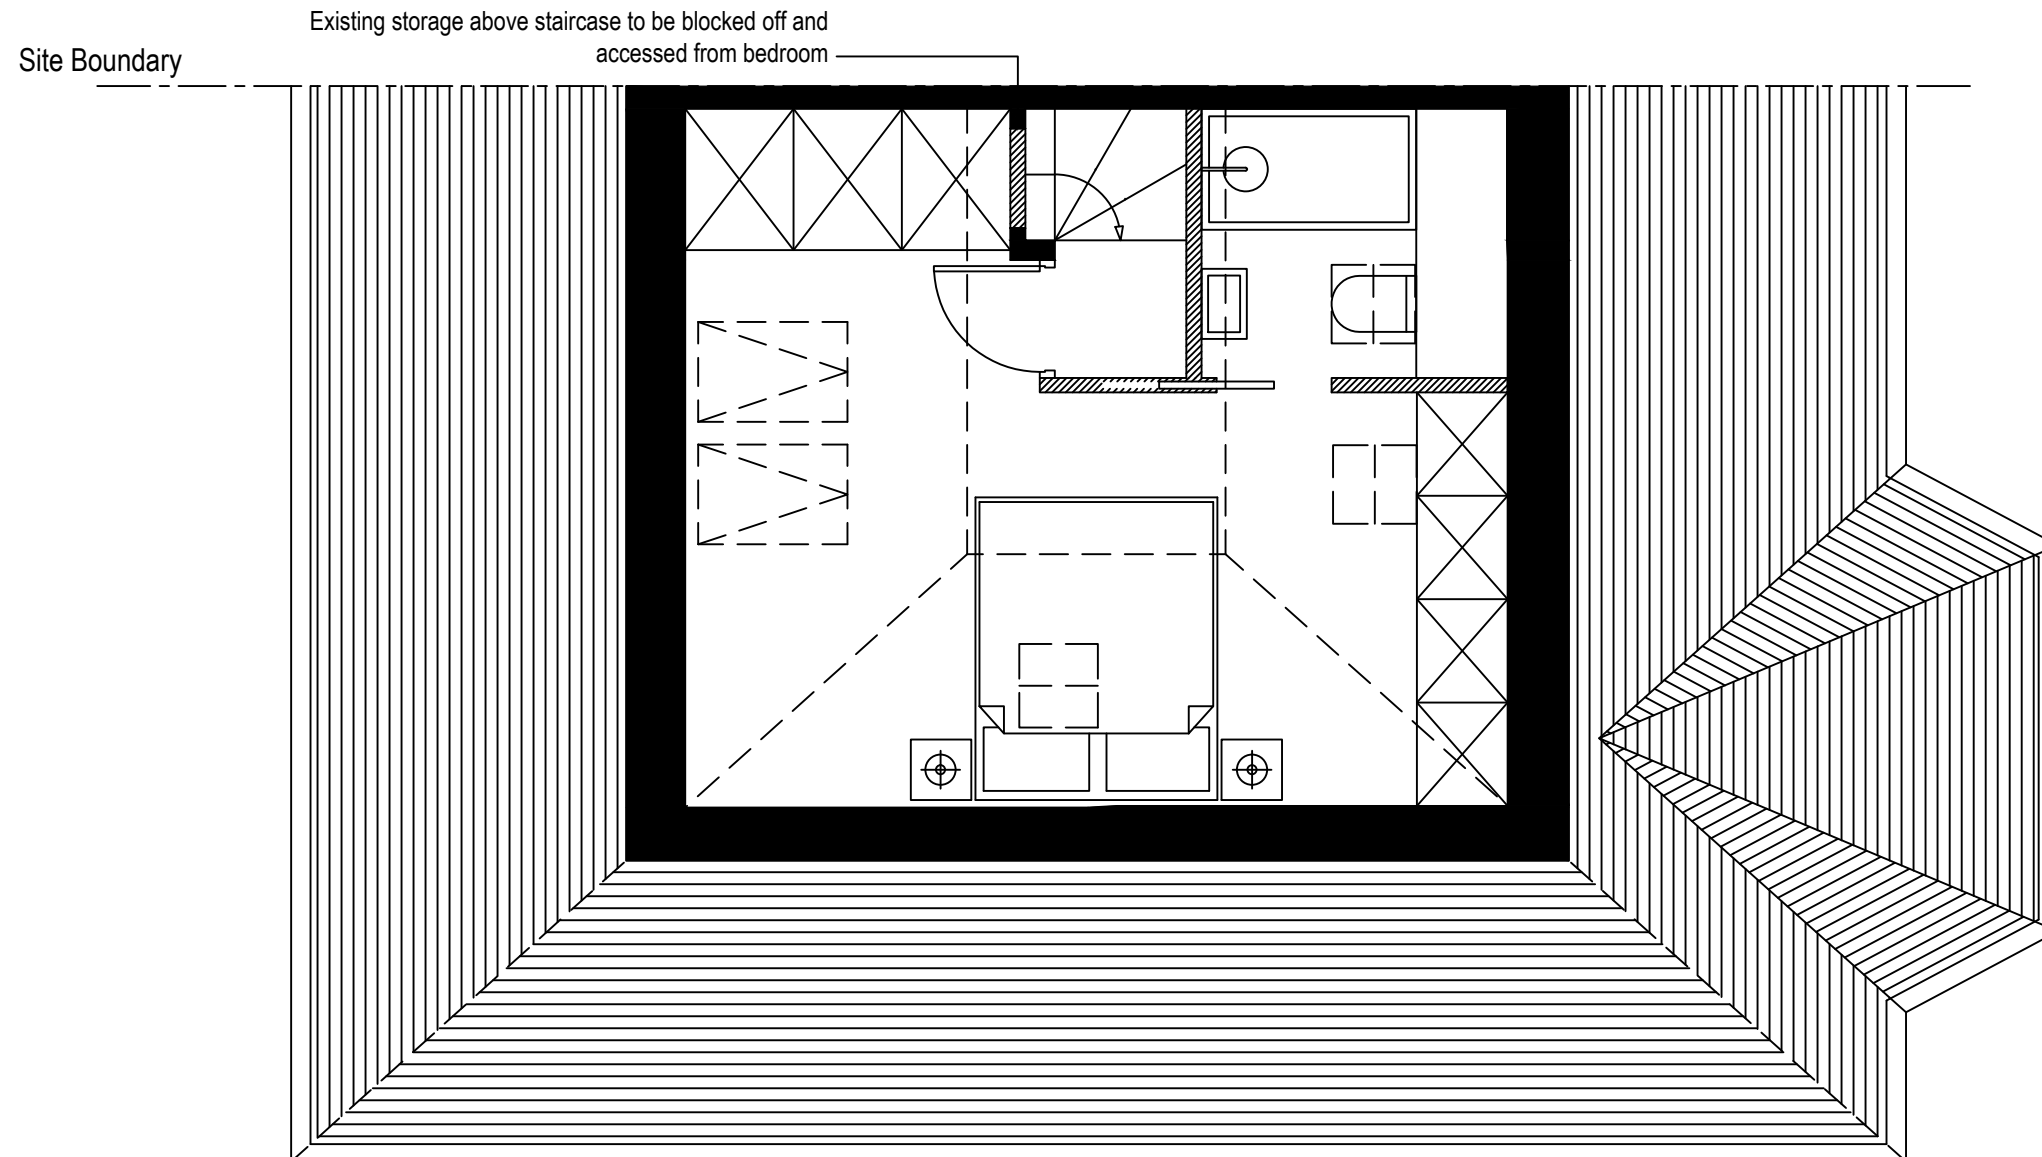 Existing storage above staircase to be blocked off and
accessed from bedroom
Site Boundary